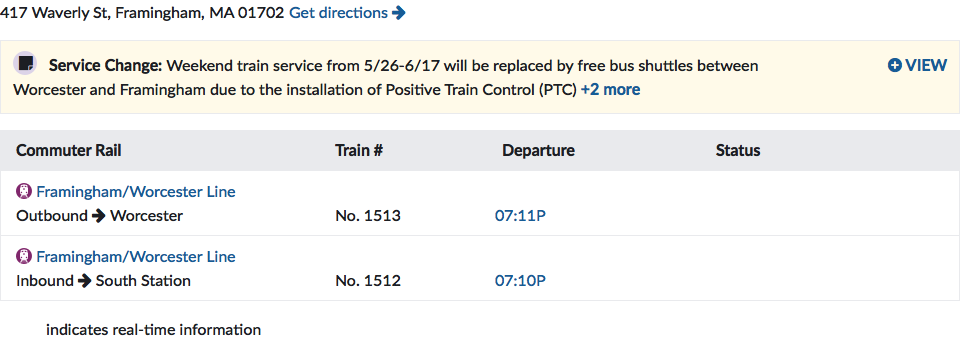 417 Waverly St, Framingham, MA 01702 Get directions
Service Change: Weekend train service from 5/26-6/17 will be replaced by free bus shuttles between
VIEW
Worcester and Framingham due to the installation of Positive Train Control (PTC) +2 more
Commuter Rail Train # Departure Status
Framingham/Worcester Line
Outbound → Worcester No. 1513 07:11P
Framingham/Worcester Line
Inbound → South Station No. 1512 07:10P
indicates real-time information